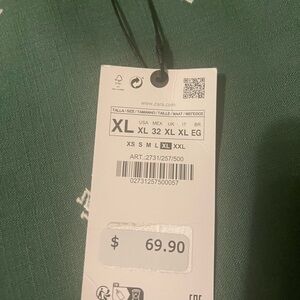 www.zara.com
TALLA / SIZE / TAMANHO / TAILLE / MAAT / METEGOE
XL
USA MEX UK IT BR
XL 32 XL XL EG
XS S M L XL XXL
ART. 2731/257/500
02731257500057
$ 69.90